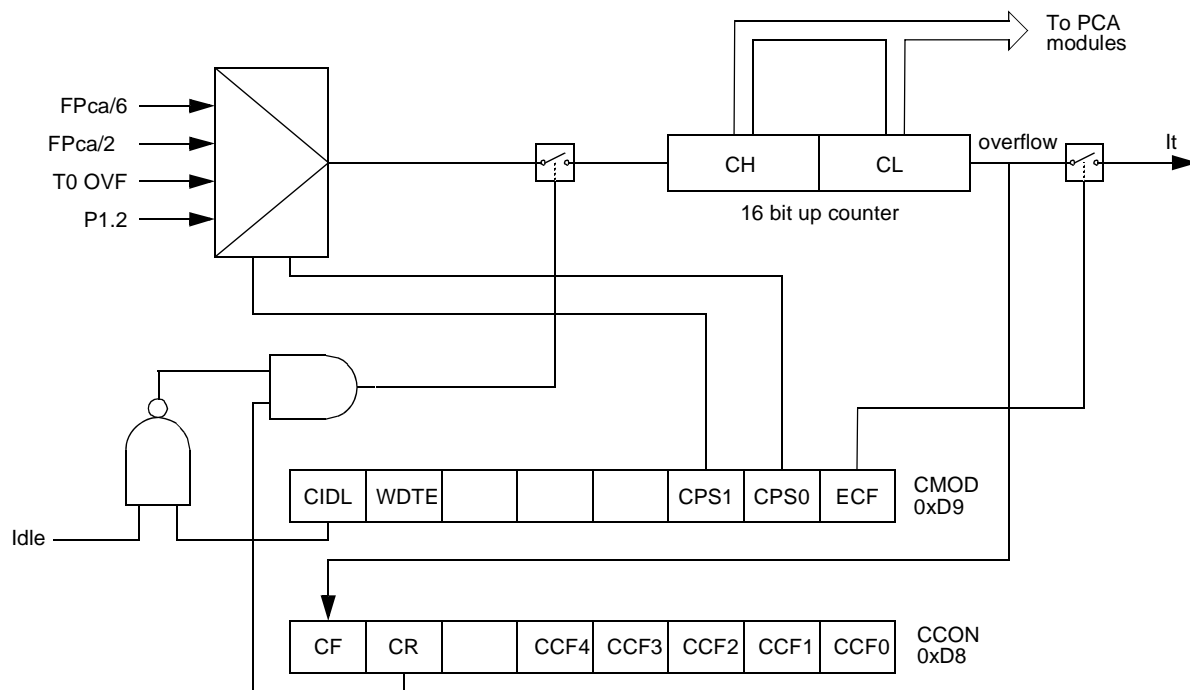 To PCA
modules
FPca/6
FPca/2
T0 OVF
P1.2
CH CL
overflow
It
16 bit up counter
CIDL WDTE CPS1 CPS0 ECF
CMOD
0xD9
Idle
CF CR CCF4 CCF3 CCF2 CCF1 CCF0
CCON
0xD8